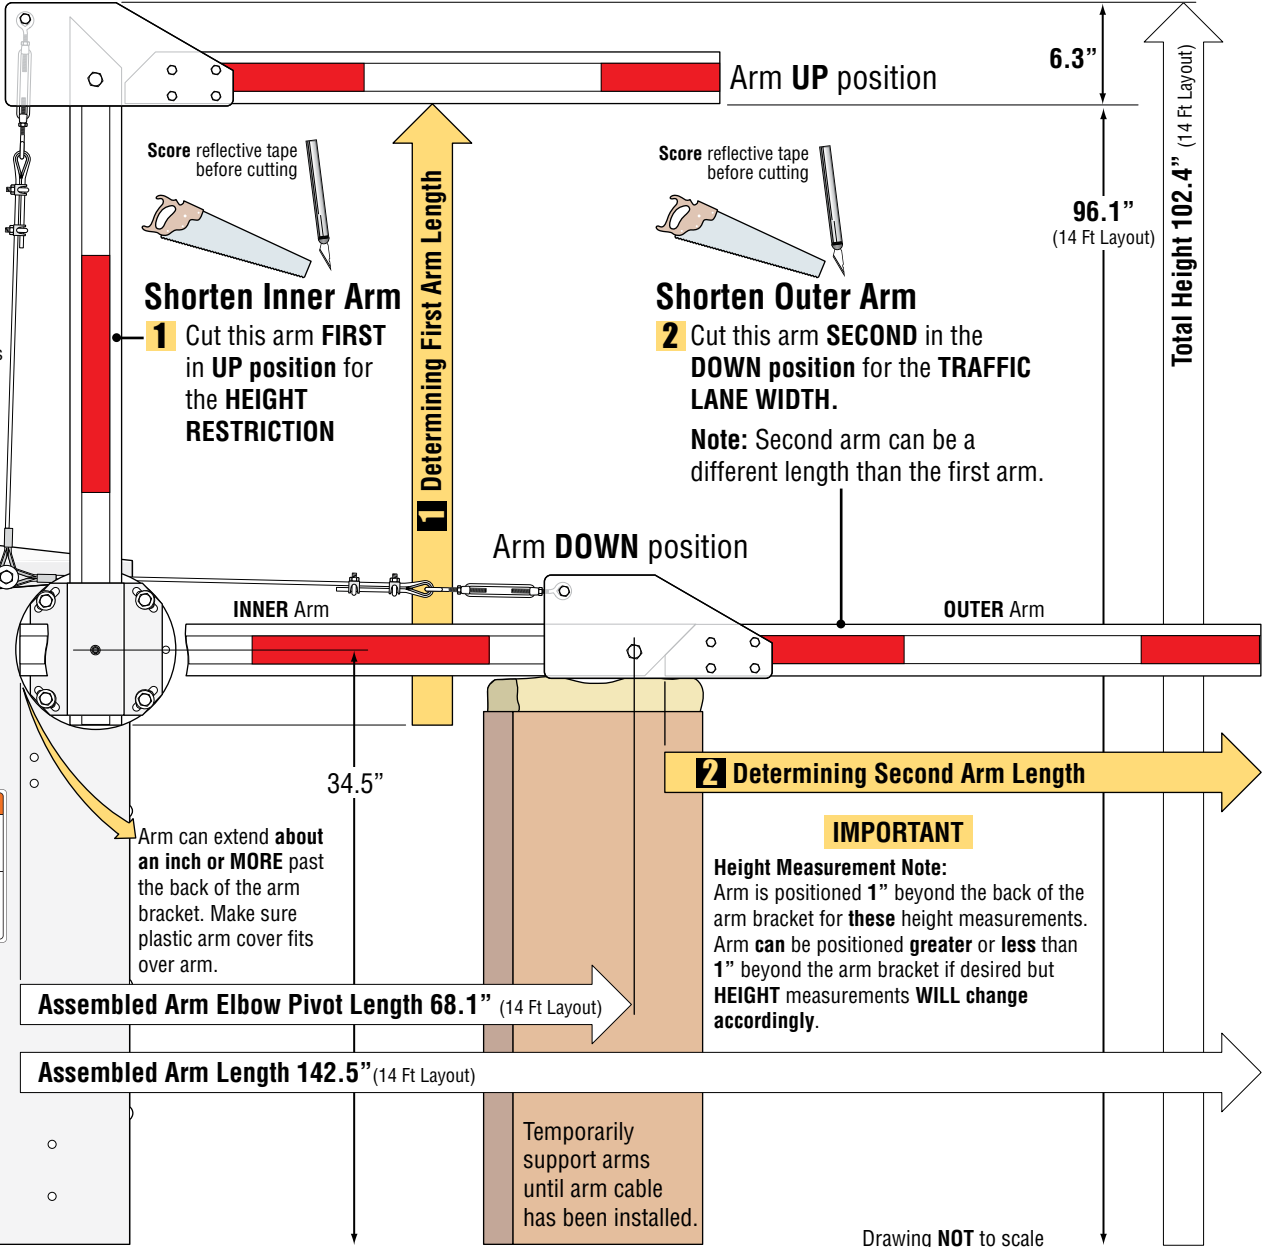 6.3”
Arm UP position
Total Height 102.4” (14 Ft Layout)
96.1”
(14 Ft Layout)
Score reflective tape
before cutting
Shorten Inner Arm
1 Cut this arm FIRST
in UP position for
the HEIGHT
RESTRICTION
1 Determining First Arm Length
Score reflective tape
before cutting
Shorten Outer Arm
2 Cut this arm SECOND in the
DOWN position for the TRAFFIC
LANE WIDTH.
Note: Second arm can be a
different length than the first arm.
s
Arm DOWN position
INNER Arm
OUTER Arm
34.5”
2 Determining Second Arm Length
Arm can extend about
an inch or MORE past
the back of the arm
bracket. Make sure
plastic arm cover fits
over arm.
IMPORTANT
Height Measurement Note:
Arm is positioned 1” beyond the back of the
arm bracket for these height measurements.
Arm can be positioned greater or less than
1” beyond the arm bracket if desired but
HEIGHT measurements WILL change
accordingly.
Assembled Arm Elbow Pivot Length 68.1” (14 Ft Layout)
Assembled Arm Length 142.5” (14 Ft Layout)
Temporarily
support arms
until arm cable
has been installed.
Drawing NOT to scale